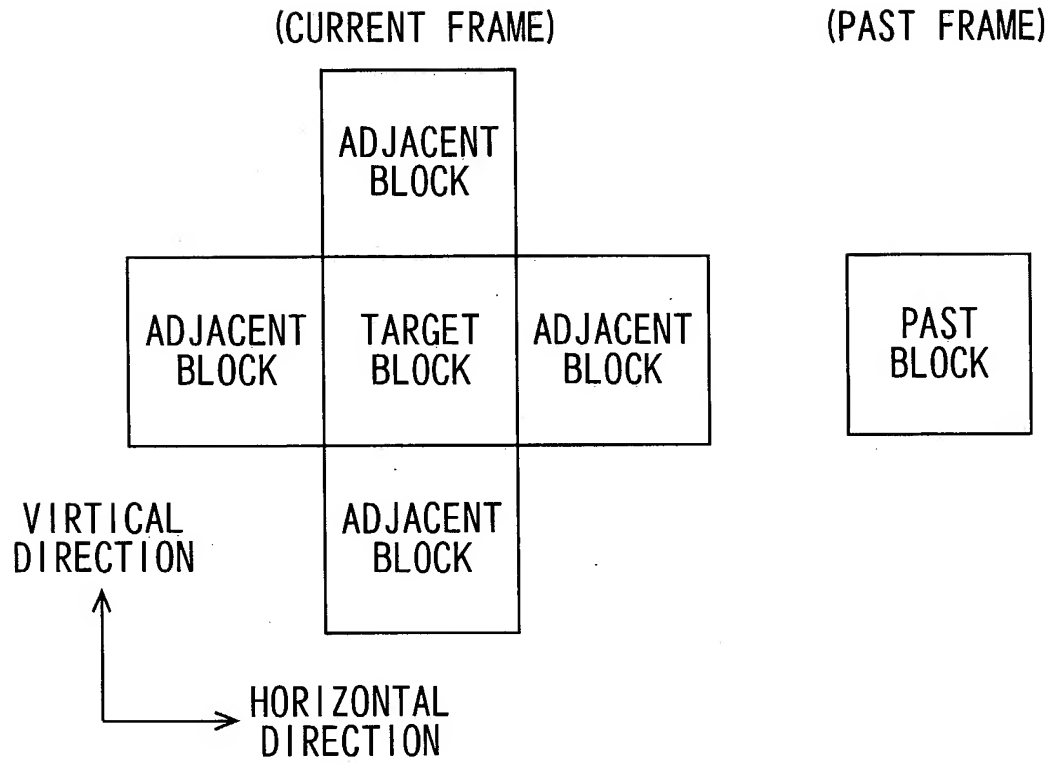 (CURRENT FRAME)
(PAST FRAME)
ADJACENT
BLOCK
ADJACENT
BLOCK
TARGET
BLOCK
ADJACENT
BLOCK
PAST
BLOCK
ADJACENT
BLOCK
VIRTICAL
DIRECTION
HORIZONTAL
DIRECTION